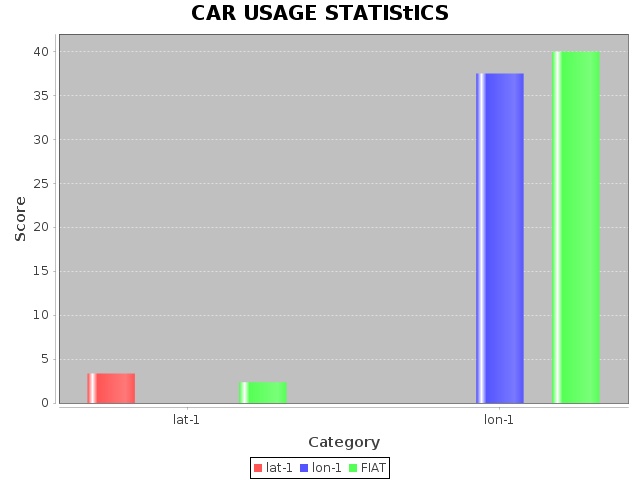 CAR USAGE STATIStICS
40
35
30
25
20
15
10
5
0
Score
lat-1 lon-1
Category
lat-1 lon-1 FIAT